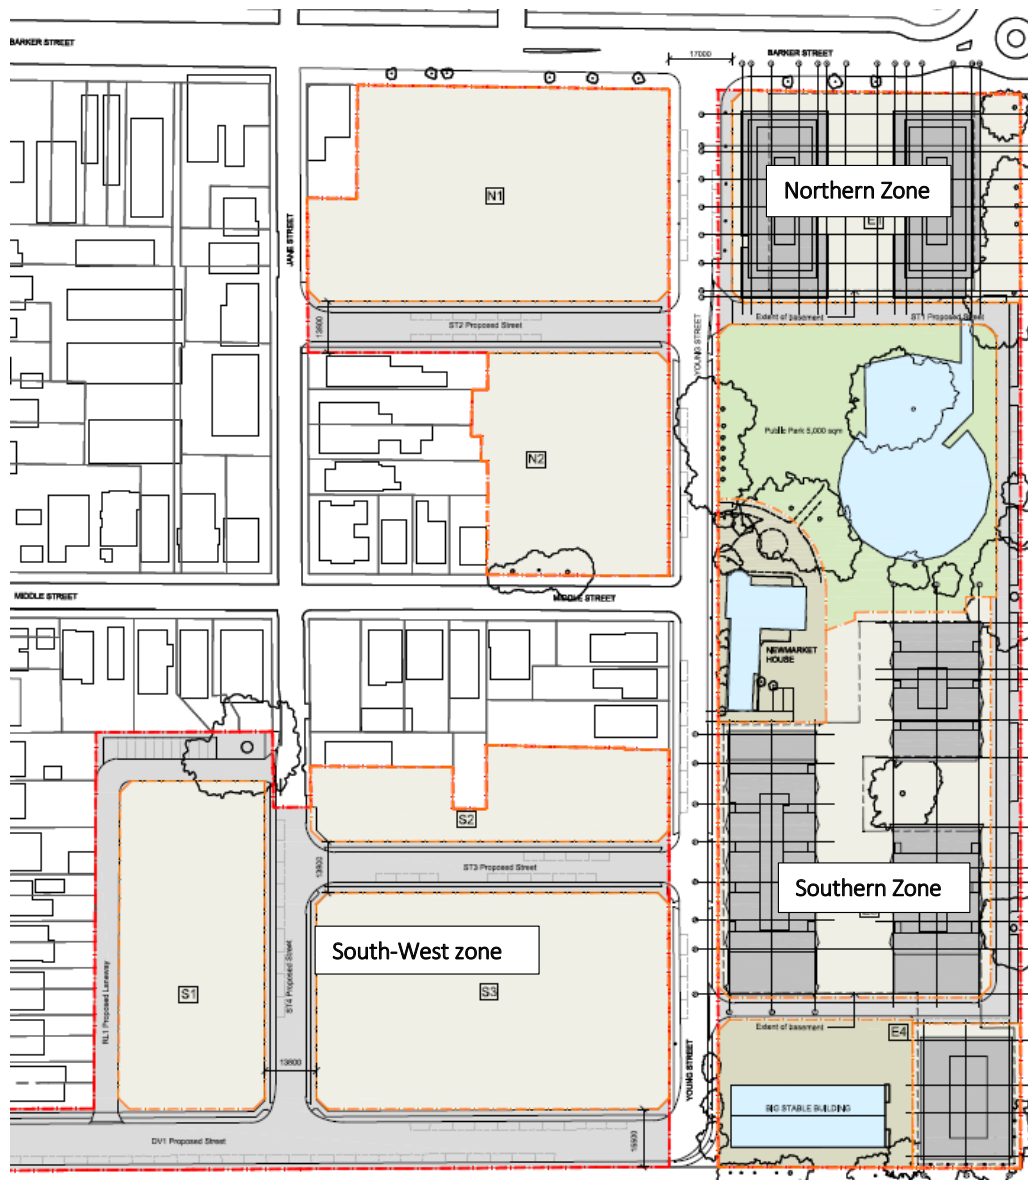 BARKER STREET
BARKER STREET
17000
Northern Zone
N1
JANE STREET
ST2 Proposed Street
13800
Extent of basement
ST1 Proposed Street
YOUNG STREET
Public Park 5,000 sqm
N2
MIDDLE STREET
MIDDLE STREET
NEWMARKET
HOUSE
S2
ST3 Proposed Street
13800
Southern Zone
South-West zone
S1
S3
RL1 Proposed Laneway
ST4 Proposed Street
13800
Extent of basement
E4
YOUNG STREET
BIG STABLE BUILDING
DV1 Proposed Street